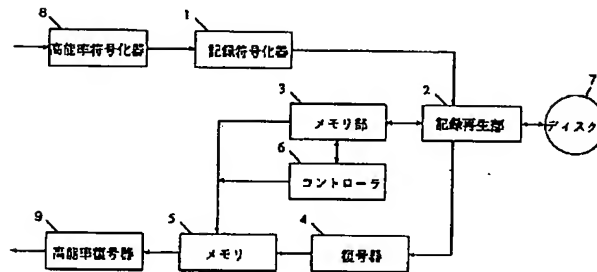 8
高能率符号化器
1
記録符号化器
3
メモリ部
2
記録再生部
7
ディスク
6
コントローラ
9
高能率復号器
5
メモリ
4
復号器